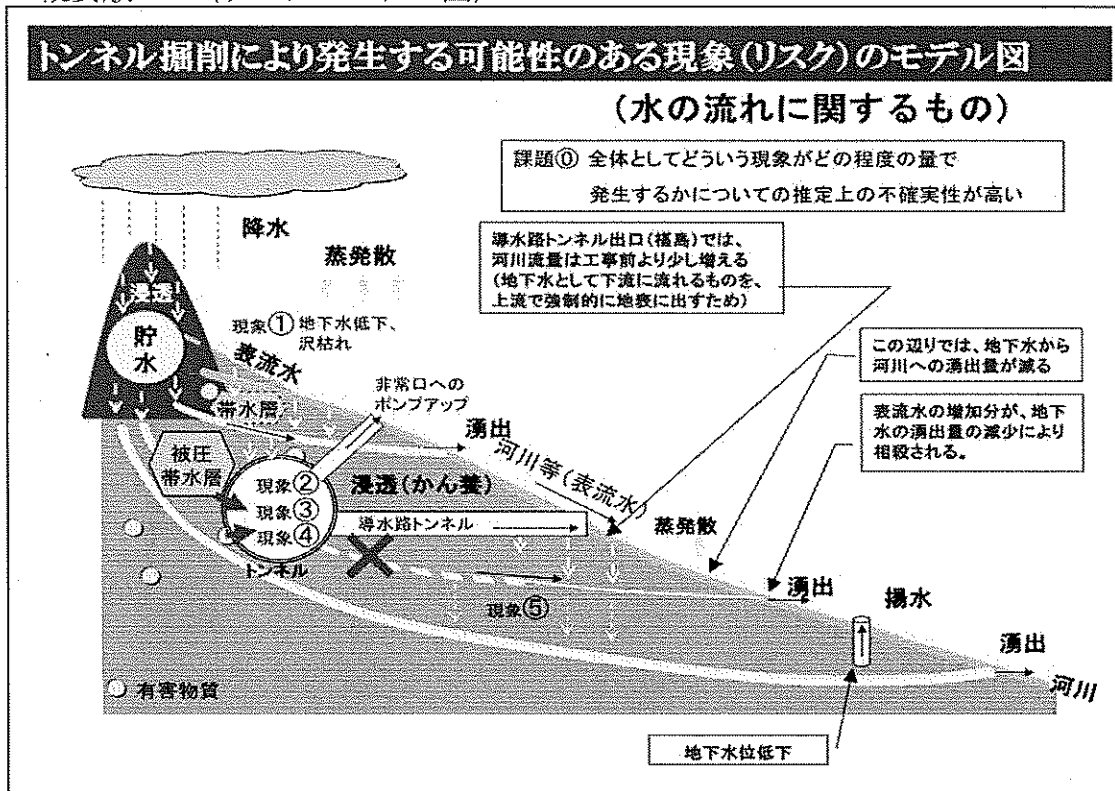 トンネル掘削により発生する可能性のある現象(リスク)のモデル図
(水の流れに関するもの)
課題⓪ 全体としてどういう現象がどの程度の量で
発生するかについての推定上の不確実性が高い
降水
蒸発散
導水路トンネル出口(椹島)では、
河川流量は工事前より少し増える
(地下水として下流に流れるものを、
上流で強制的に地表に出すため)
浸透
貯水
現象①地下水低下、
沢枯れ
表流水
非常口への
ポンプアップ
この辺りでは、地下水から
河川への湧出量が減る
帯水層
湧出
表流水の増加分が、地下
水の湧出量の減少により
相殺される。
被圧
帯水層
河川等(表流水)
現象②
現象③
現象④
浸透(かん養)
導水路トンネル
トンネル
蒸発散
湧出
揚水
現象⑤
湧出
河川
有害物質
地下水位低下